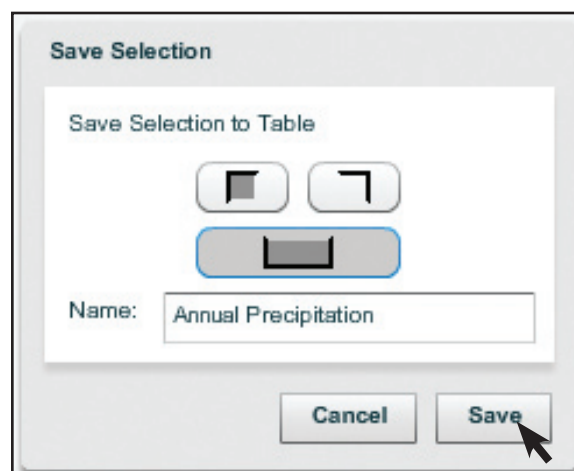 Save Selection
Save Selection to Table
Name: Annual Precipitation
Cancel Save